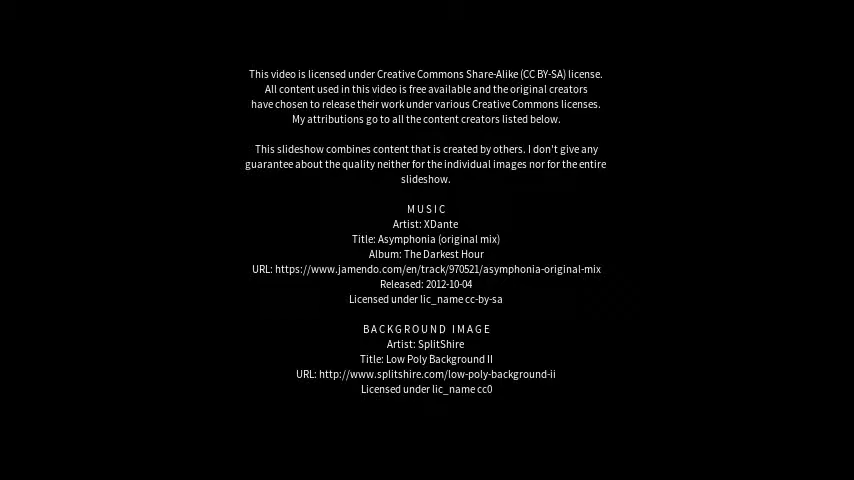 This video is licensed under Creative Commons Share-Alike (CC BY-SA) license.
All content used in this video is free available and the original creators
have chosen to release their work under various Creative Commons licenses.
My attributions go to all the content creators listed below.
This slideshow combines content that is created by others. I don't give any
guarantee about the quality neither for the individual images nor for the entire
slideshow.
MUSIC
Artist: XDante
Title: Asymphonia (original mix)
Album: The Darkest Hour
URL: https://www.jamendo.com/en/track/970521/asymphonia-original-mix
Released: 2012-10-04
Licensed under lic_name cc-by-sa
BACKGROUND IMAGE
Artist: SplitShire
Title: Low Poly Background II
URL: http://www.splitshire.com/low-poly-background-ii
Licensed under lic_name cc0